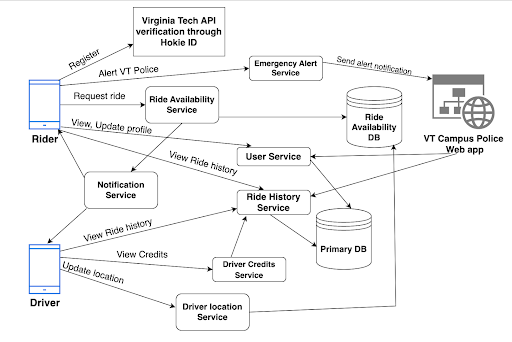 Virginia Tech API
verification through
Hokie ID
Register
Alert VT Police
Emergency Alert
Service
Send alert notification
Request ride
Ride Availability
Service
Ride
Availability
DB
VT Campus Police
Web app
Rider
View, Update profile
User Service
View Ride history
Notification
Service
Ride History
Service
View Ride history
Primary DB
View Credits
Driver Credits
Service
Update location
Driver
Driver location
Service